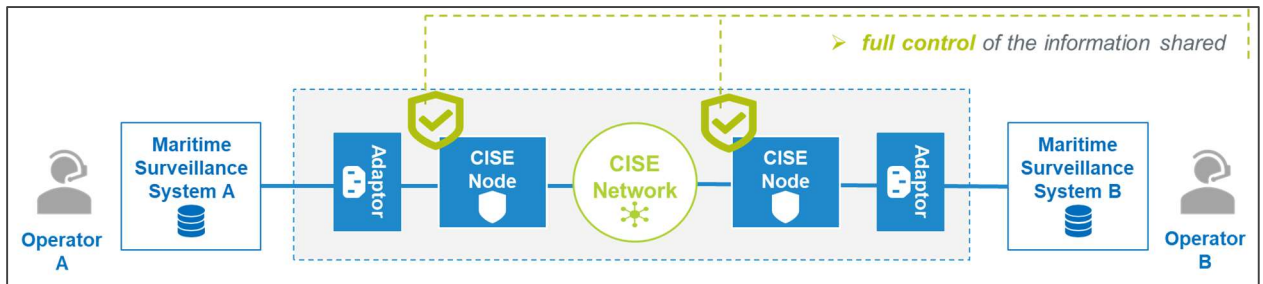 ➢ full control of the information shared
Operator
A
Maritime
Surveillance
System A
Adaptor
CISE
Node
CISE
Network
CISE
Node
Adaptor
Maritime
Surveillance
System B
Operator
B